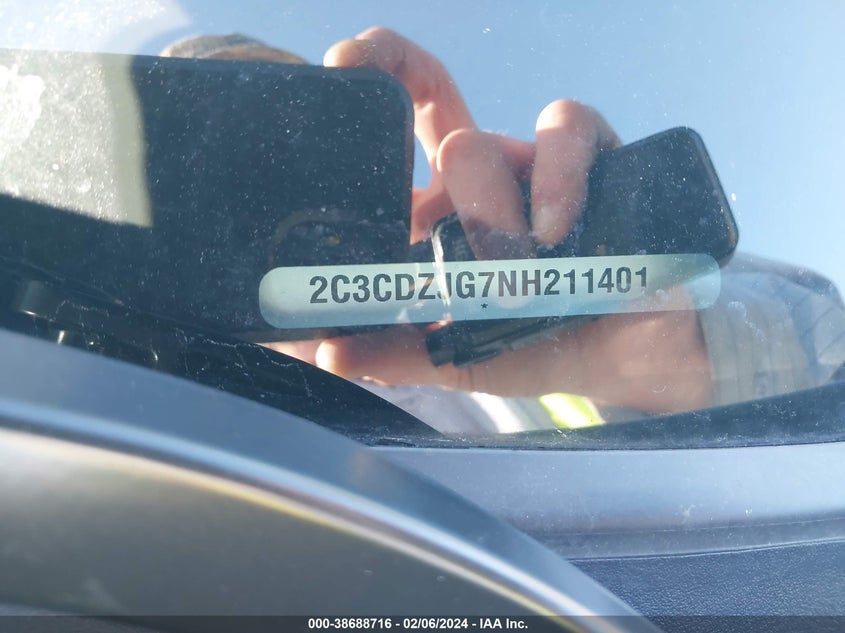 2C3CDZJG7NH211401
*
000-38688716 - 02/06/2024 - IAA Inc.